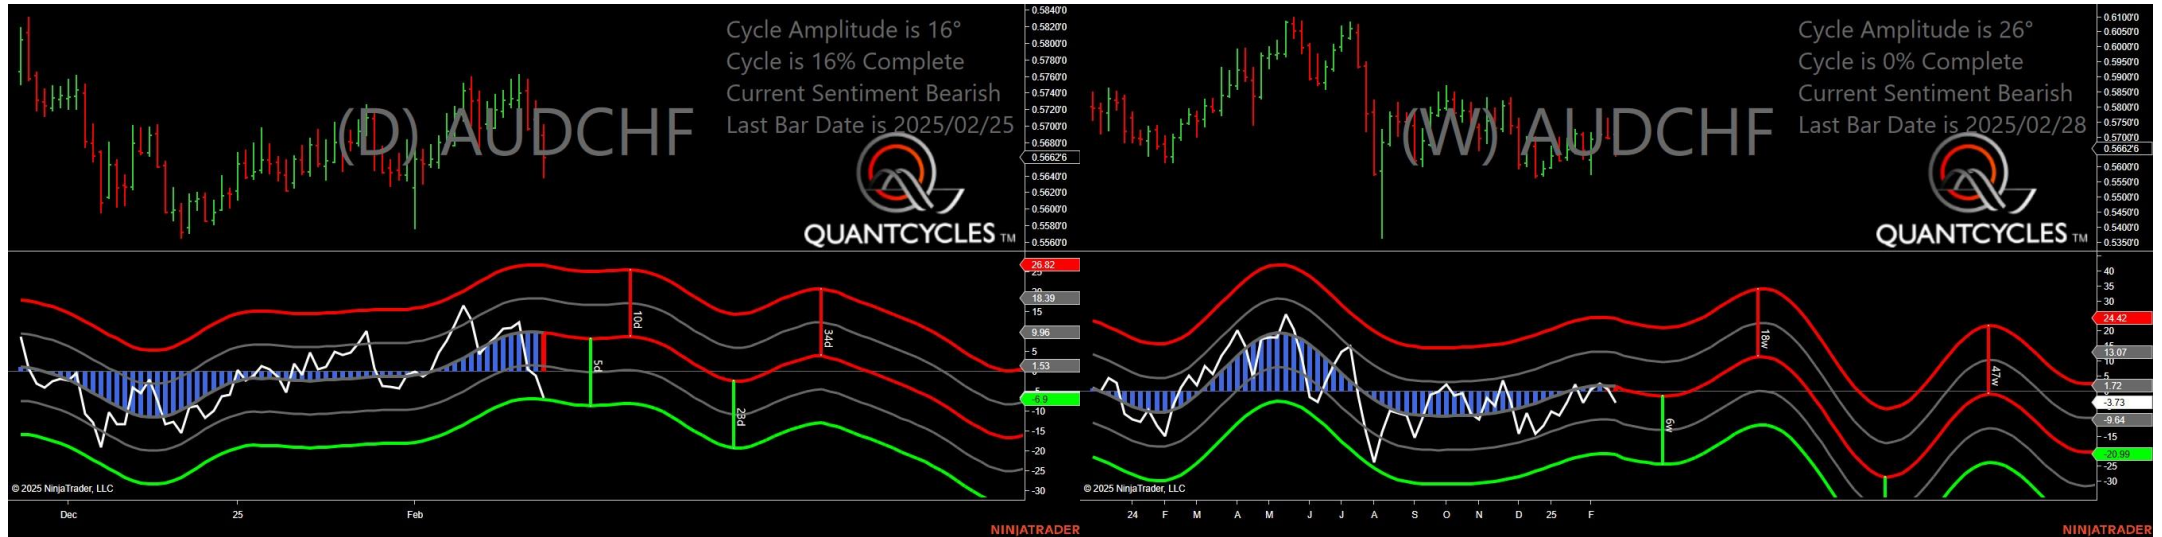 Cycle Amplitude is 16°
Cycle is 16% Complete
Current Sentiment Bearish
Last Bar Date is 2025/02/25
(D) AUDCHF
QUANTCYCLES TM
0.5840'0
0.5820'0
0.5800'0
0.5780'0
0.5760'0
0.5740'0
0.5720'0
0.5700'0
0.5680'0
0.5662'6
0.5640'0
0.5620'0
0.5600'0
0.5580'0
0.5560'0
26.82
25
18.39
15
9.96
5
1.53
-6.9
-10
-15
-20
-25
-30
5d
10d
28d
34d
© 2025 NinjaTrader, LLC
Dec
25
Feb
NINJATRADER
Cycle Amplitude is 26°
Cycle is 0% Complete
Current Sentiment Bearish
Last Bar Date is 2025/02/28
(W) AUDCHF
QUANTCYCLES TM
0.6100'0
0.6050'0
0.6000'0
0.5950'0
0.5900'0
0.5850'0
0.5800'0
0.5750'0
0.5700'0
0.5662'6
0.5600'0
0.5550'0
0.5500'0
0.5450'0
0.5400'0
0.5350'0
40
35
30
24.42
20
15
13.07
10
5
1.72
-3.73
-9.64
-15
-20.99
-25
-30
6w
18w
47w
© 2025 NinjaTrader, LLC
24 F M A M J J A S O N D 25 F
NINJATRADER